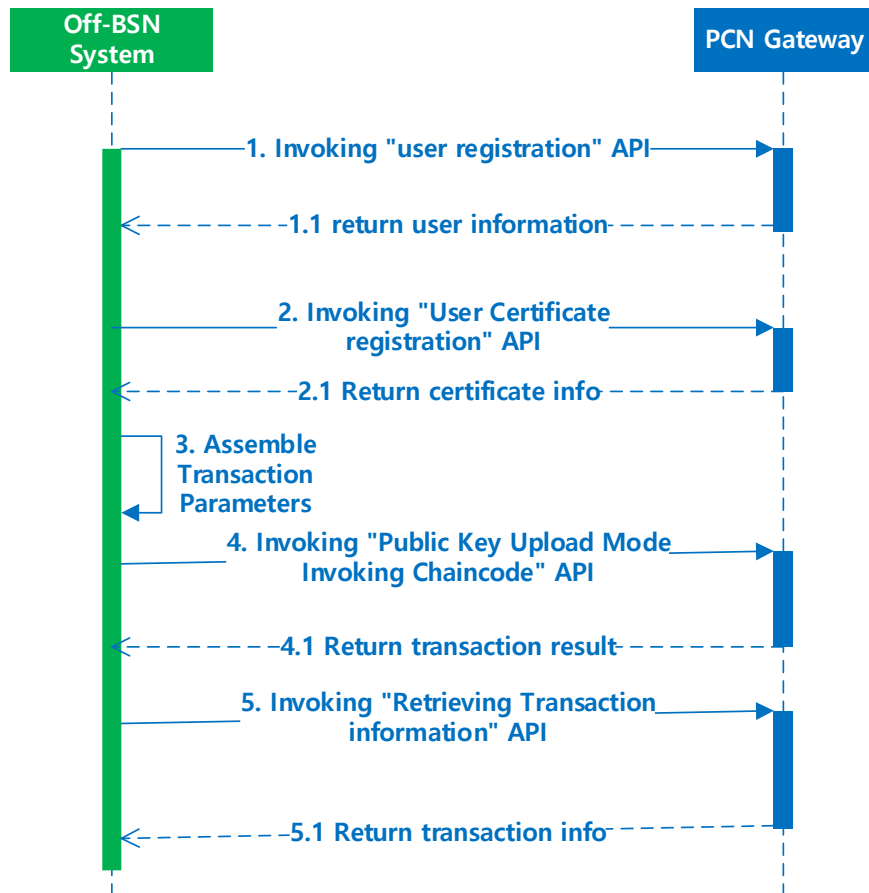 Off-BSN
System
PCN Gateway
1. Invoking "user registration" API
1.1 return user information
2. Invoking "User Certificate
registration" API
2.1 Return certificate info
3. Assemble
Transaction
Parameters
4. Invoking "Public Key Upload Mode
Invoking Chaincode" API
4.1 Return transaction result
5. Invoking "Retrieving Transaction
information" API
5.1 Return transaction info